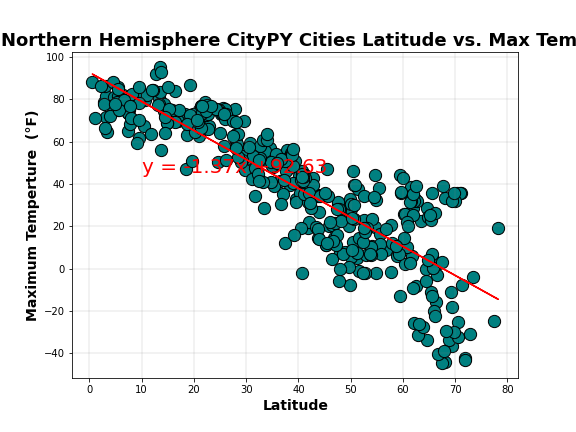 Northern Hemisphere CityPY Cities Latitude vs. Max Tem
100
80
60
40
20
0
−20
−40
Maximum Temperture (°F)
y = -1.37x +92.63
0 10 20 30 40 50 60 70 80
Latitude